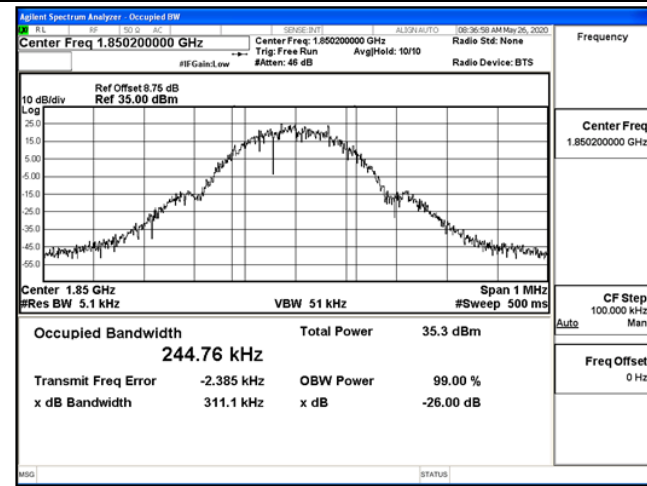 Agilent Spectrum Analyzer - Occupied BW
RL RF 50 Ω AC SENSE:INT ALIGN AUTO 08:36:58 AM May 26, 2020
Center Freq 1.850200000 GHz Center Freq: 1.850200000 GHz Radio Std: None
Trig: Free Run Avg|Hold: 10/10
#IFGain:Low #Atten: 46 dB Radio Device: BTS
Frequency
Ref Offset 8.75 dB
10 dB/div Ref 35.00 dBm
Log
25.0
15.0
5.00
-5.00
-15.0
-25.0
-35.0
-45.0
-55.0
Center 1.85 GHz Span 1 MHz
#Res BW 5.1 kHz VBW 51 kHz #Sweep 500 ms
Occupied Bandwidth Total Power 35.3 dBm
244.76 kHz
Transmit Freq Error -2.385 kHz OBW Power 99.00 %
x dB Bandwidth 311.1 kHz x dB -26.00 dB
Center Freq
1.850200000 GHz
CF Step
100.000 kHz
Auto Man
Freq Offset
0 Hz
MSG STATUS